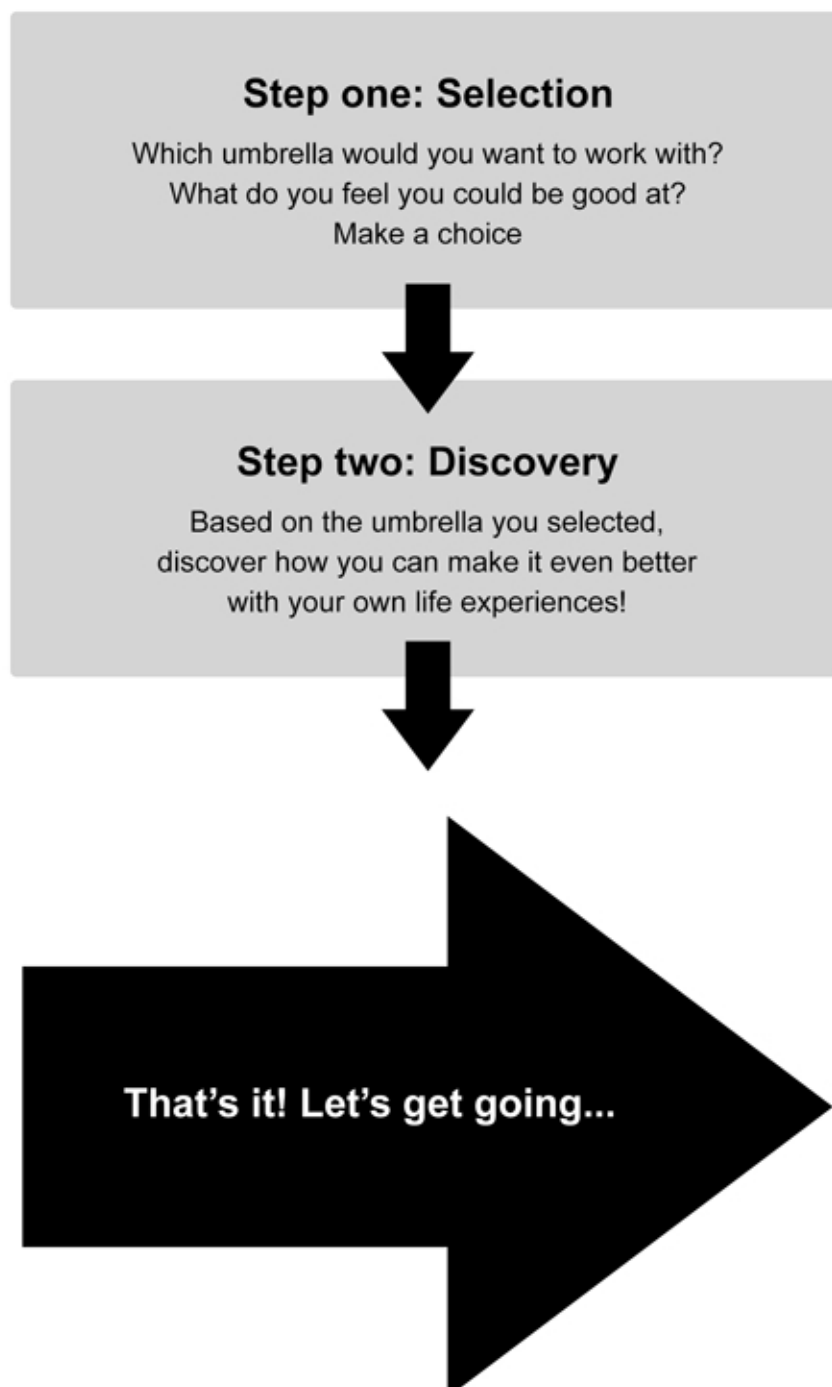 Step one: Selection
Which umbrella would you want to work with?
What do you feel you could be good at?
Make a choice
Step two: Discovery
Based on the umbrella you selected,
discover how you can make it even better
with your own life experiences!
That’s it! Let’s get going...